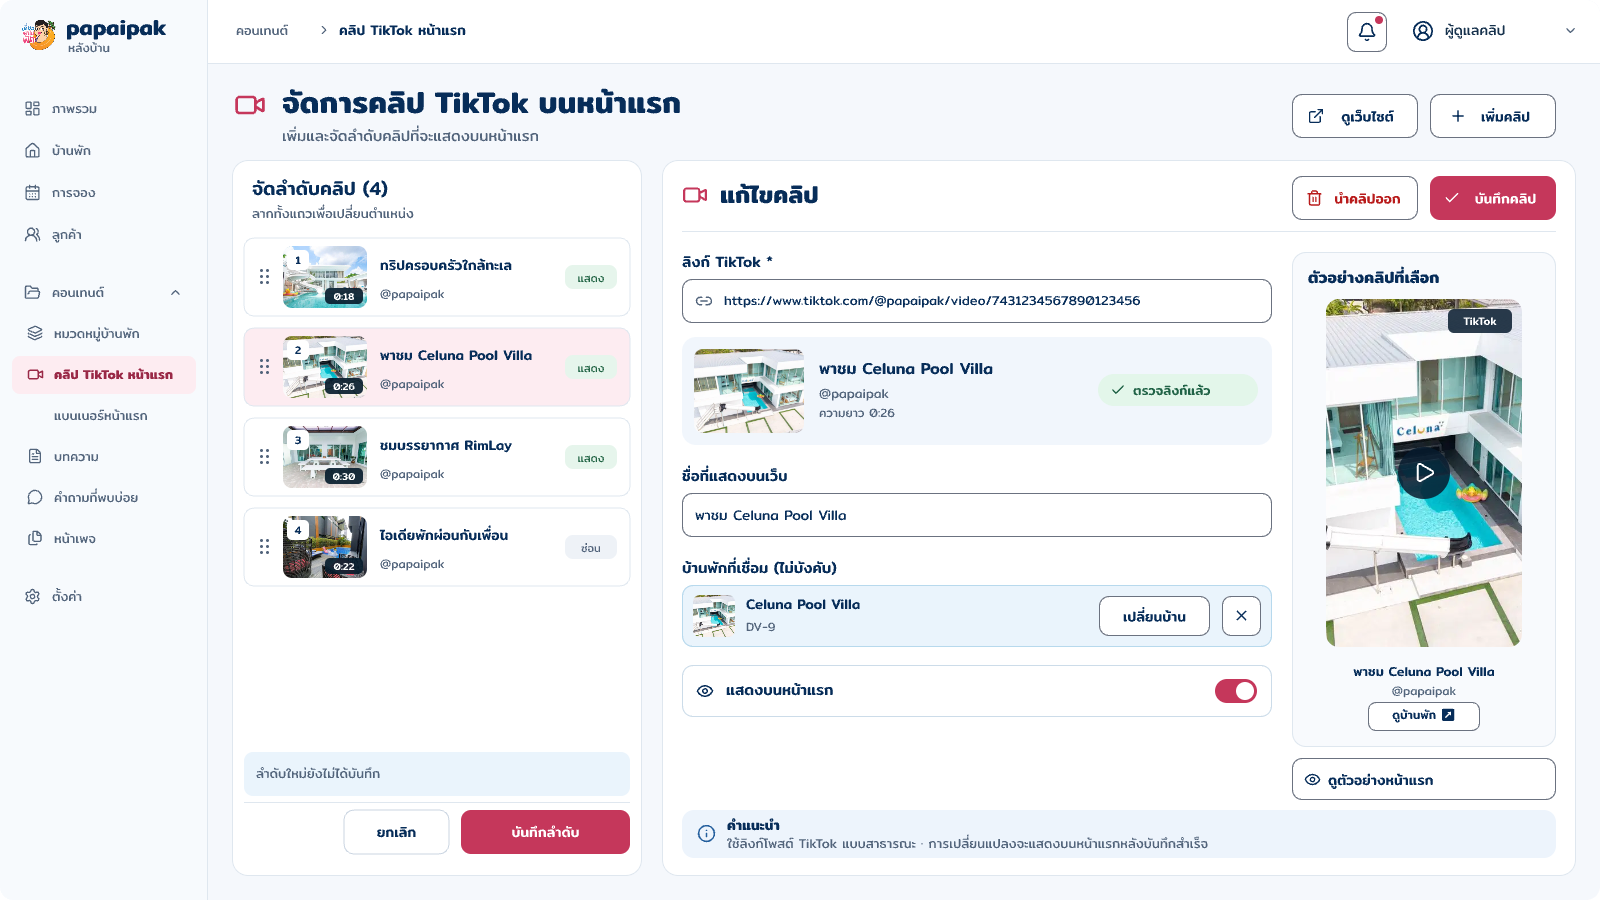 papaipak
หลังบ้าน
ภาพรวม
บ้านพัก
การจอง
ลูกค้า
คอนเทนต์
หมวดหมู่บ้านพัก
คลิป TikTok หน้าแรก
แบนเนอร์หน้าแรก
บทความ
คำถามที่พบบ่อย
หน้าเพจ
ตั้งค่า
คอนเทนต์ > คลิป TikTok หน้าแรก
ผู้ดูแลคลิป
จัดการคลิป TikTok บนหน้าแรก
เพิ่มและจัดลำดับคลิปที่จะแสดงบนหน้าแรก
ดูเว็บไซต์
เพิ่มคลิป
จัดลำดับคลิป (4)
ลากทั้งแถวเพื่อเปลี่ยนตำแหน่ง
1
0:18
ทริปครอบครัวใกล้ทะเล
@papaipak
แสดง
2
0:26
พาชม Celuna Pool Villa
@papaipak
แสดง
3
0:30
ชมบรรยากาศ RimLay
@papaipak
แสดง
4
0:22
ไอเดียพักผ่อนกับเพื่อน
@papaipak
ซ่อน
ลำดับใหม่ยังไม่ได้บันทึก
ยกเลิก
บันทึกลำดับ
แก้ไขคลิป
นำคลิปออก
บันทึกคลิป
ลิงก์ TikTok *
https://www.tiktok.com/@papaipak/video/7431234567890123456
พาชม Celuna Pool Villa
@papaipak
ความยาว 0:26
ตรวจลิงก์แล้ว
ชื่อที่แสดงบนเว็บ
พาชม Celuna Pool Villa
บ้านพักที่เชื่อม (ไม่บังคับ)
Celuna Pool Villa
DV-9
เปลี่ยนบ้าน
แสดงบนหน้าแรก
ตัวอย่างคลิปที่เลือก
TikTok
Celuna
พาชม Celuna Pool Villa
@papaipak
ดูบ้านพัก
ดูตัวอย่างหน้าแรก
คำแนะนำ
ใช้ลิงก์โพสต์ TikTok แบบสาธารณะ · การเปลี่ยนแปลงจะแสดงบนหน้าแรกหลังบันทึกสำเร็จ